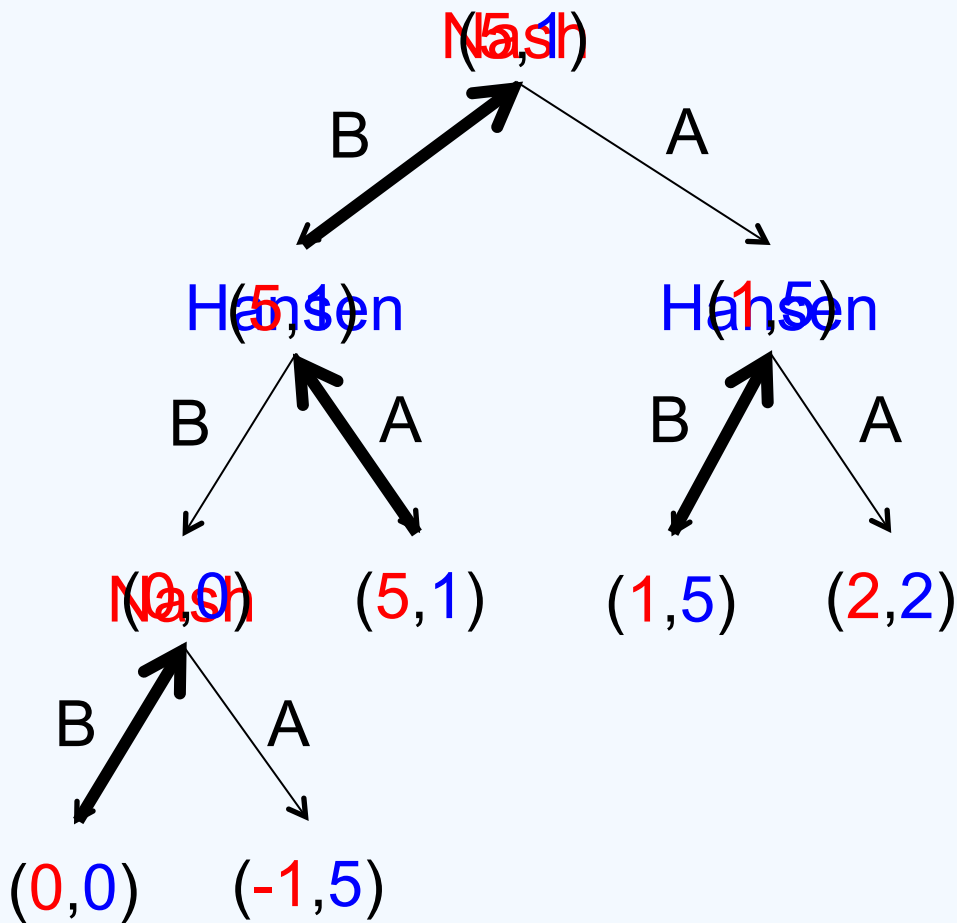 Nash (5,1)
B A
Hansen (5,1) Hansen (1,5)
B A B A
Nash (0,0) (5,1) (1,5) (2,2)
B A
(0,0) (-1,5)